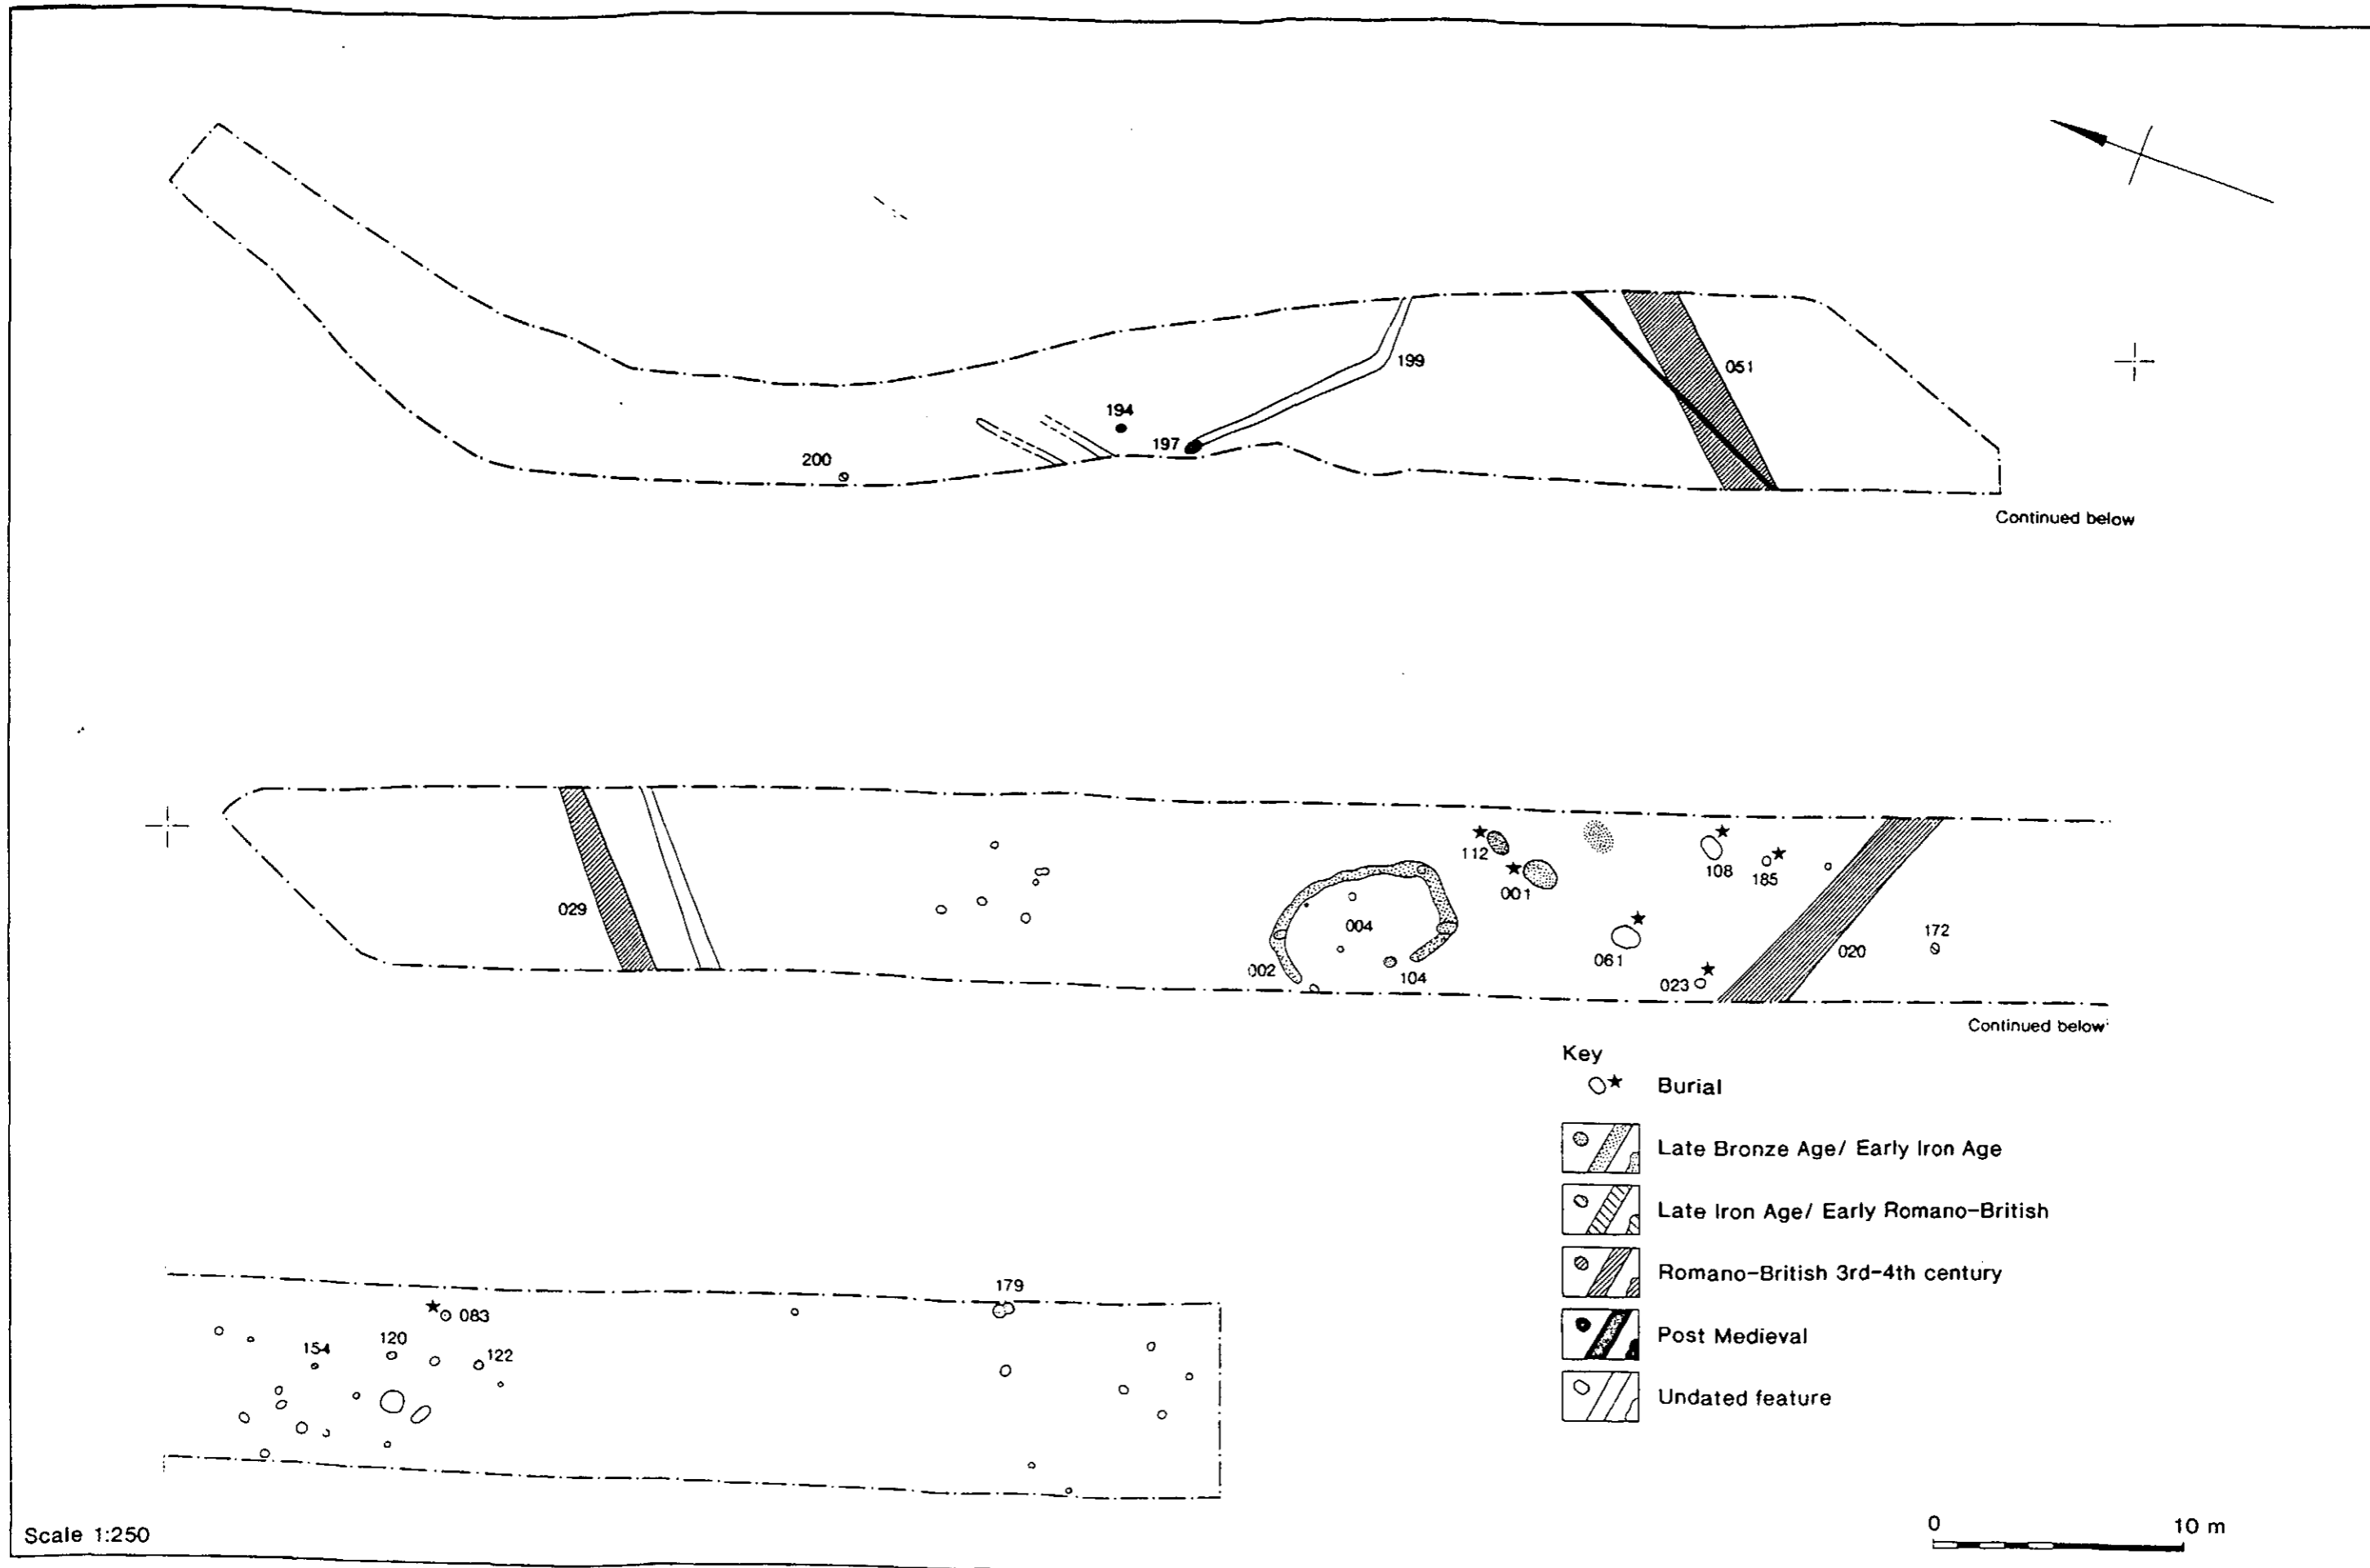 199
051
194
197
200
Continued below
112
001
108
185
029
004
061
172
020
002
104
023
Continued below
Key
Burial
Late Bronze Age/ Early Iron Age
Late Iron Age/ Early Romano-British
Romano-British 3rd-4th century
Post Medieval
Undated feature
179
083
154
120
122
Scale 1:250
0
10 m